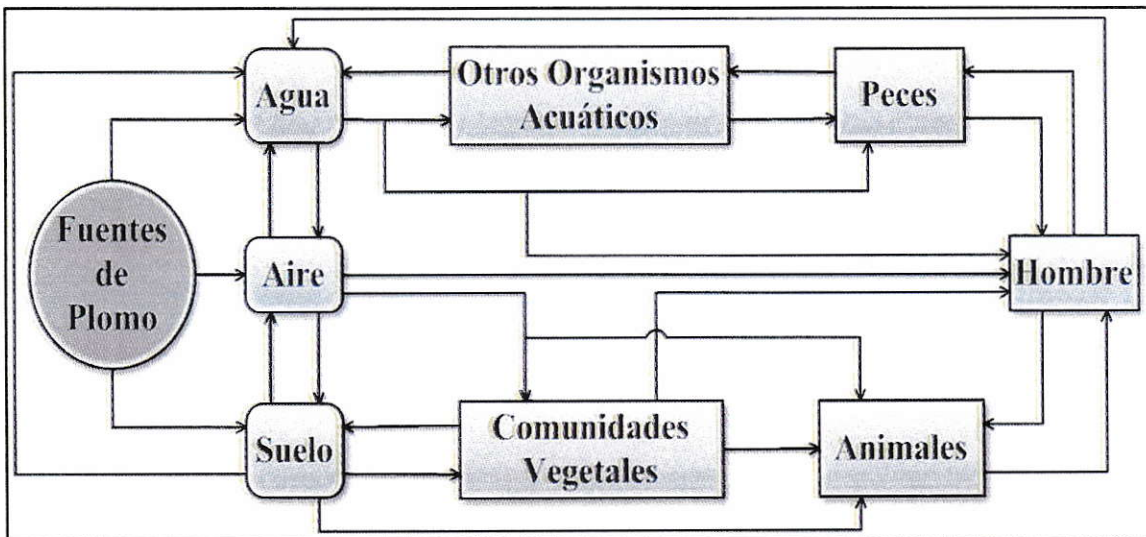 Agua
Otros Organismos
Acuáticos
Peces
Fuentes
de
Plomo
Aire
Hombre
Suelo
Comunidades
Vegetales
Animales